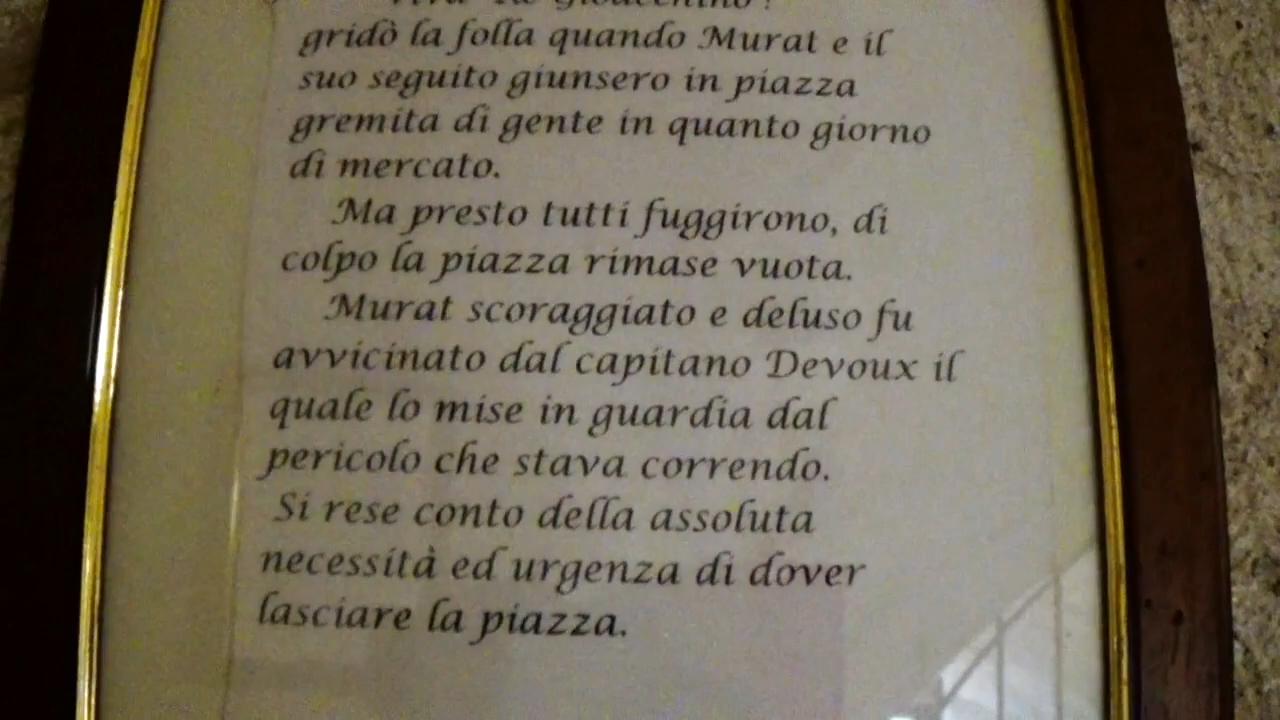 gridò la folla quando Murat e il
suo seguito giunsero in piazza
gremita di gente in quanto giorno
di mercato.
Ma presto tutti fuggirono, di
colpo la piazza rimase vuota.
Murat scoraggiato e deluso fu
avvicinato dal capitano Devoux il
quale lo mise in guardia dal
pericolo che stava correndo.
Si rese conto della assoluta
necessità ed urgenza di dover
lasciare la piazza.